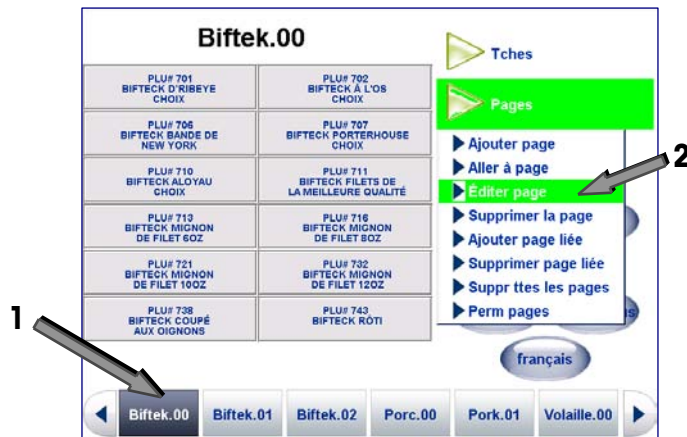 Biftek.00
Tches
Pages
PLU# 701
BIFTECK D'RIBEYE
CHOIX
PLU# 702
BIFTECK À L'OS
CHOIX
PLU# 706
BIFTECK BANDE DE
NEW YORK
PLU# 707
BIFTECK PORTERHOUSE
CHOIX
PLU# 710
BIFTECK ALOYAU
CHOIX
PLU# 711
BIFTECK FILETS DE
LA MEILLEURE QUALITÉ
PLU# 713
BIFTECK MIGNON
DE FILET 6OZ
PLU# 716
BIFTECK MIGNON
DE FILET 8OZ
PLU# 721
BIFTECK MIGNON
DE FILET 10OZ
PLU# 732
BIFTECK MIGNON
DE FILET 12OZ
PLU# 738
BIFTECK COUPÉ
AUX OIGNONS
PLU# 743
BIFTECK RÔTI
Ajouter page
Aller à page
Éditer page
Supprimer la page
Ajouter page liée
Supprimer page liée
Suppr ttes les pages
Perm pages
2
1
français
Biftek.00
Biftek.01
Biftek.02
Porc.00
Pork.01
Volaille.00